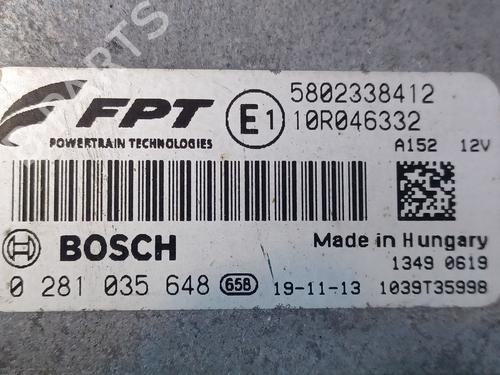 FPT
POWERTRAIN TECHNOLOGIES
E1
5802338412
10R046332
A152 12V
BOSCH
Made in Hungary
1349 0619
0 281 035 648 658 19-11-13 1039T35998
PARTS